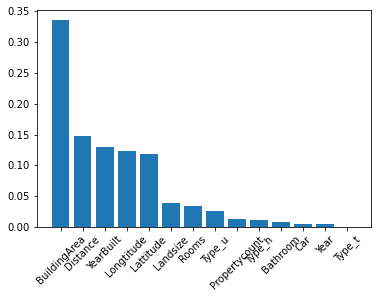 0.35
0.30
0.25
0.20
0.15
0.10
0.05
0.00
BuildingArea
Distance
YearBuilt
Longtitude
Lattitude
Landsize
Rooms
Type_u
Propertycount
Type_h
Bathroom
Car
Year
Type_t